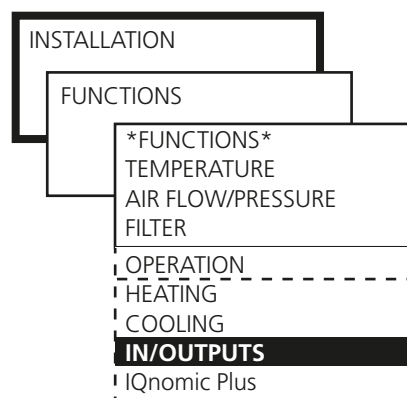 INSTALLATION
FUNCTIONS
*FUNCTIONS*
TEMPERATURE
AIR FLOW/PRESSURE
FILTER
OPERATION
HEATING
COOLING
IN/OUTPUTS
IQnomic Plus